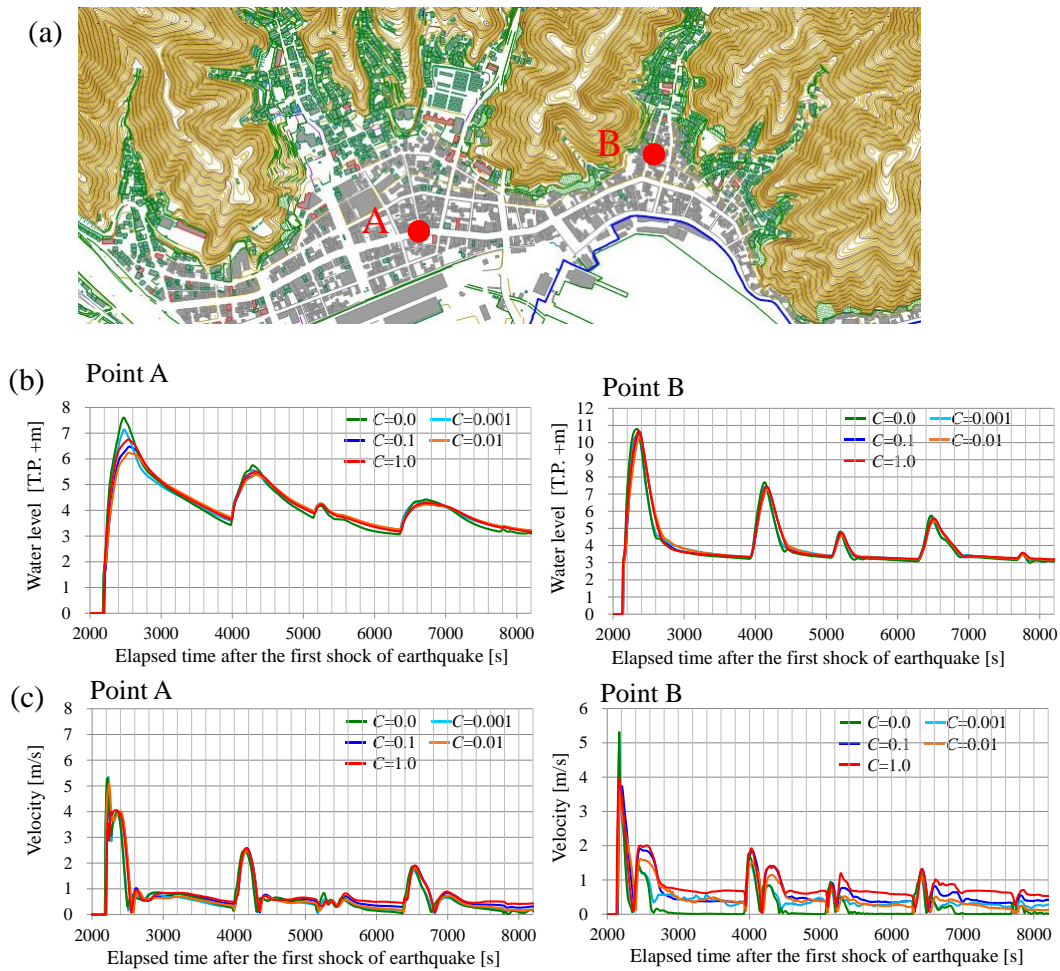 (a)
B
A
(b)
Point A
8
7
6
5
4
3
2
1
0
2000 3000 4000 5000 6000 7000 8000
Water level [T.P. +m]
C=0.0 C=0.001
C=0.1 C=0.01
C=1.0
Elapsed time after the first shock of earthquake [s]
Point B
12
11
10
9
8
7
6
5
4
3
2
1
0
2000 3000 4000 5000 6000 7000 8000
Water level [T.P. +m]
C=0.0 C=0.001
C=0.1 C=0.01
C=1.0
Elapsed time after the first shock of earthquake [s]
(c)
Point A
8
7
6
5
4
3
2
1
0
2000 3000 4000 5000 6000 7000 8000
Velocity [m/s]
C=0.0 C=0.001
C=0.1 C=0.01
C=1.0
Elapsed time after the first shock of earthquake [s]
Point B
6
5
4
3
2
1
0
2000 3000 4000 5000 6000 7000 8000
Velocity [m/s]
C=0.0 C=0.001
C=0.1 C=0.01
C=1.0
Elapsed time after the first shock of earthquake [s]